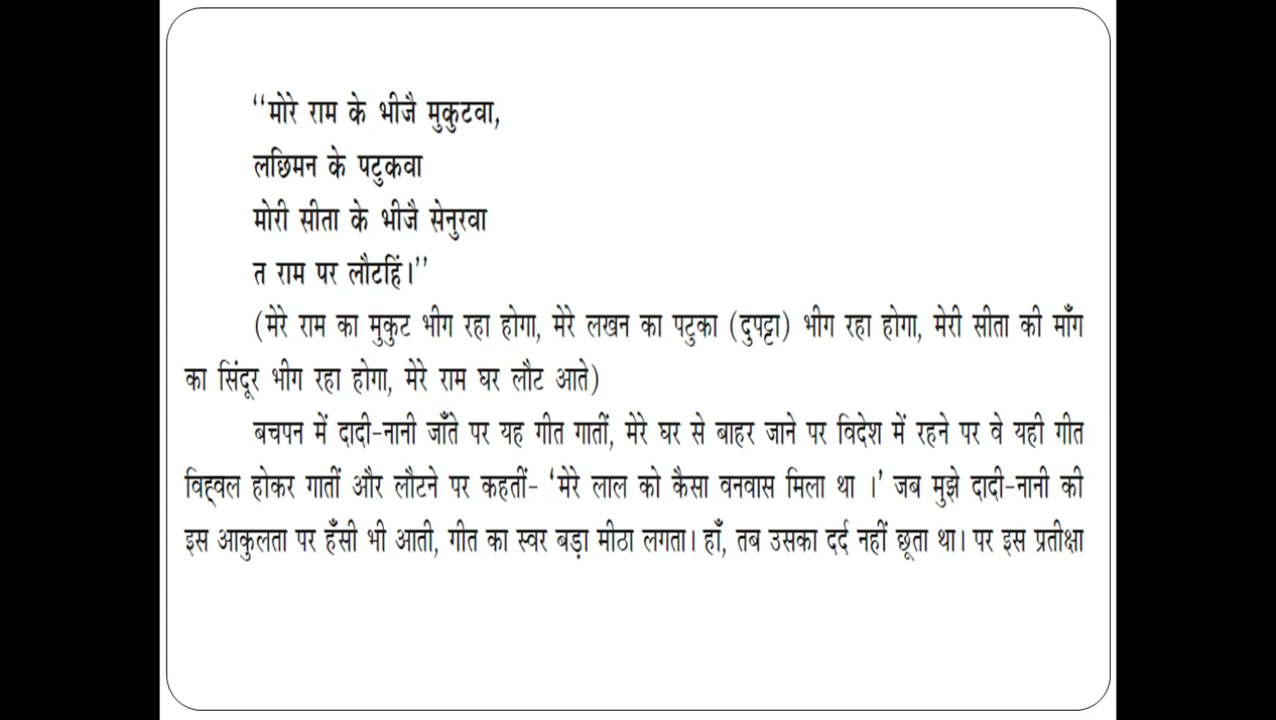 ‘‘मोरे राम के भीजै मुकुटवा,
लछिमन के पटुकवा
मोरी सीता के भीजै सेनुरवा
त राम पर लौटहिं।’’
(मेरे राम का मुकुट भीग रहा होगा, मेरे लखन का पटुका (दुपट्टा) भीग रहा होगा, मेरी सीता की माँग
का सिंदूर भीग रहा होगा, मेरे राम घर लौट आते)
बचपन में दादी-नानी जाँते पर यह गीत गातीं, मेरे घर से बाहर जाने पर विदेश में रहने पर वे यही गीत
विह्वल होकर गातीं और लौटने पर कहतीं- ‘मेरे लाल को कैसा वनवास मिला था ।’ जब मुझे दादी-नानी की
इस आकुलता पर हँसी भी आती, गीत का स्वर बड़ा मीठा लगता। हाँ, तब उसका दर्द नहीं छूता था। पर इस प्रतीक्षा